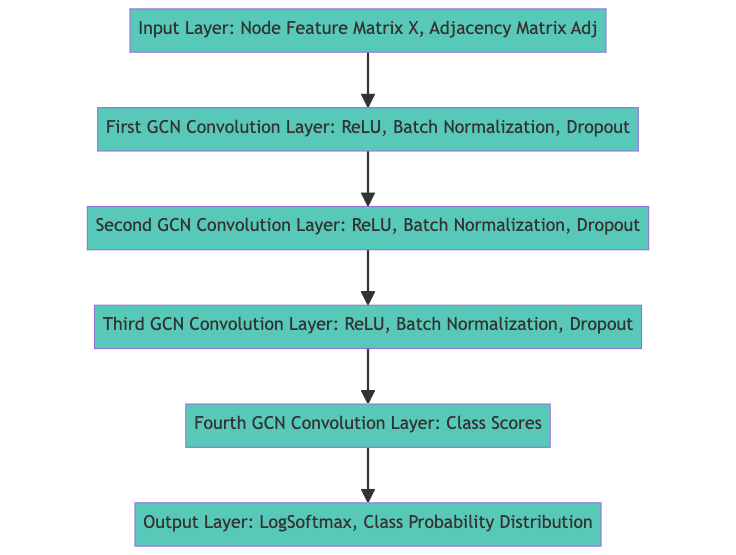 Input Layer: Node Feature Matrix X, Adjacency Matrix Adj
First GCN Convolution Layer: ReLU, Batch Normalization, Dropout
Second GCN Convolution Layer: ReLU, Batch Normalization, Dropout
Third GCN Convolution Layer: ReLU, Batch Normalization, Dropout
Fourth GCN Convolution Layer: Class Scores
Output Layer: LogSoftmax, Class Probability Distribution